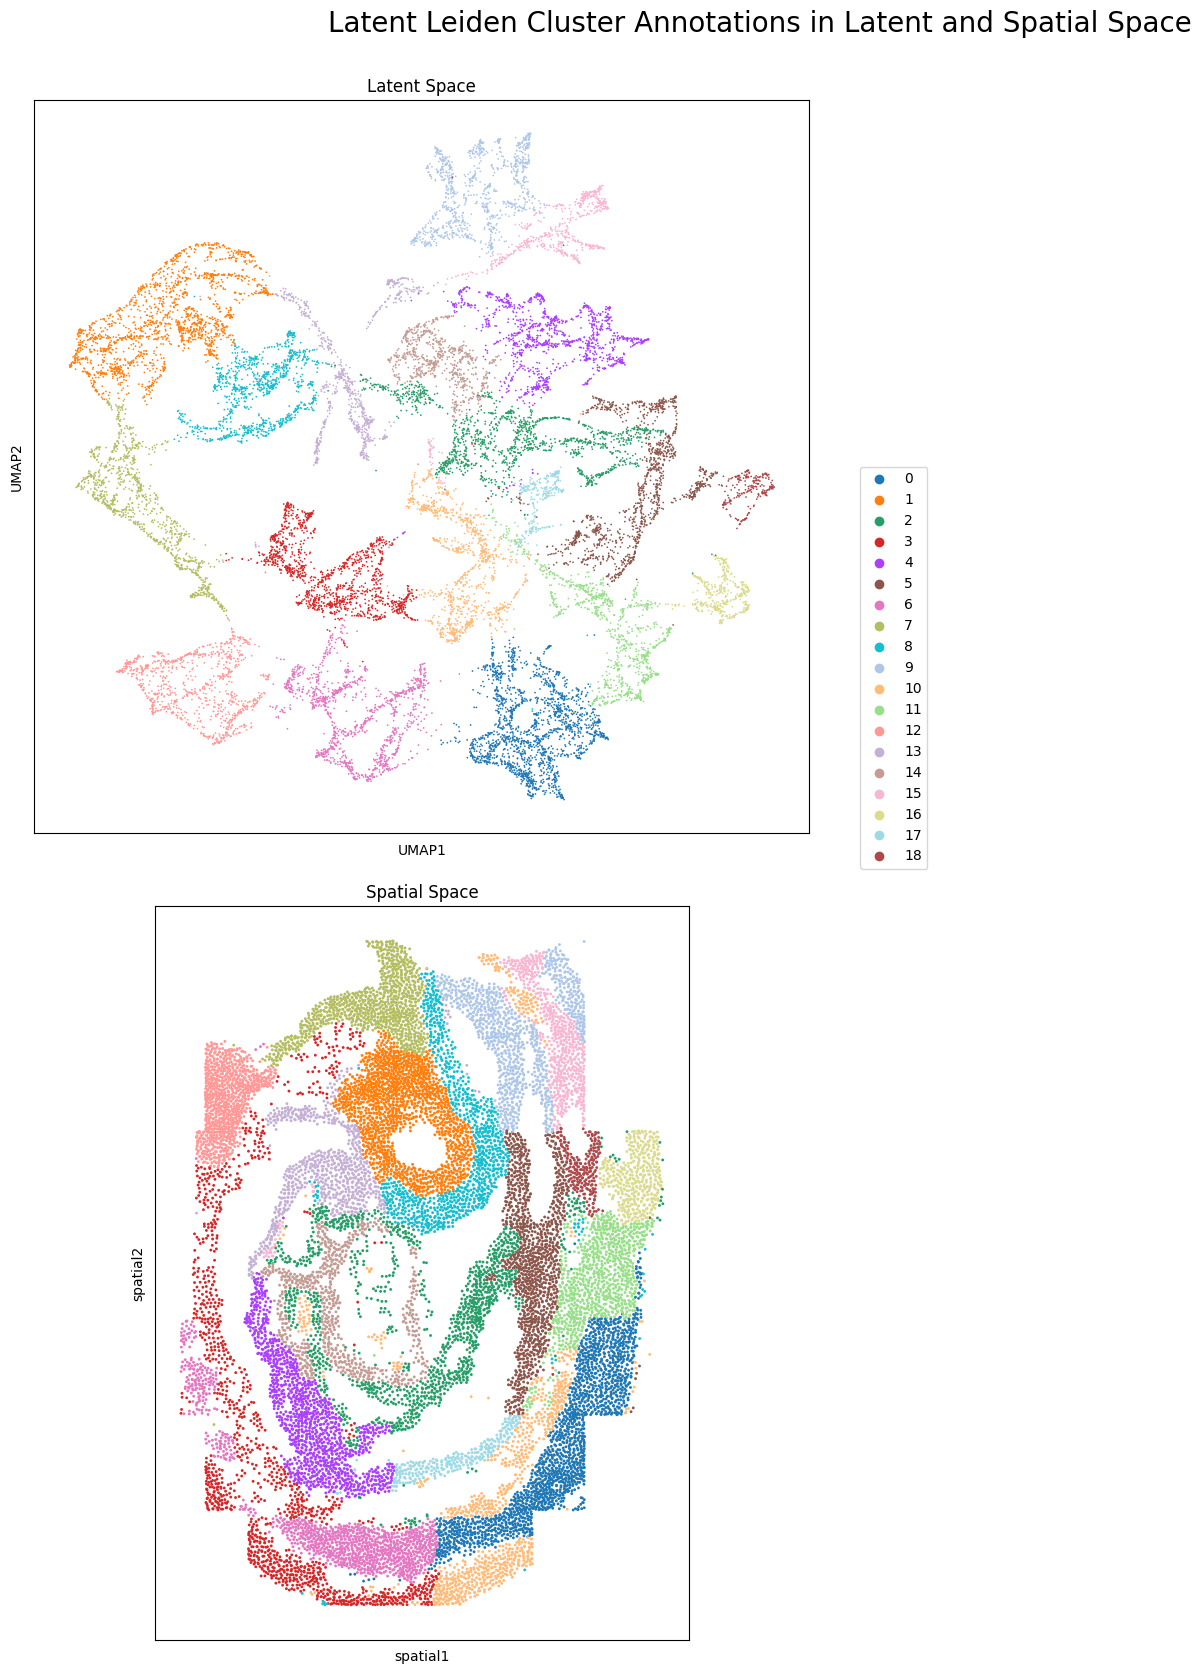 Latent Leiden Cluster Annotations in Latent and Spatial Space
Latent Space
UMAP2
UMAP1
0
1
2
3
4
5
6
7
8
9
10
11
12
13
14
15
16
17
18
Spatial Space
spatial2
spatial1